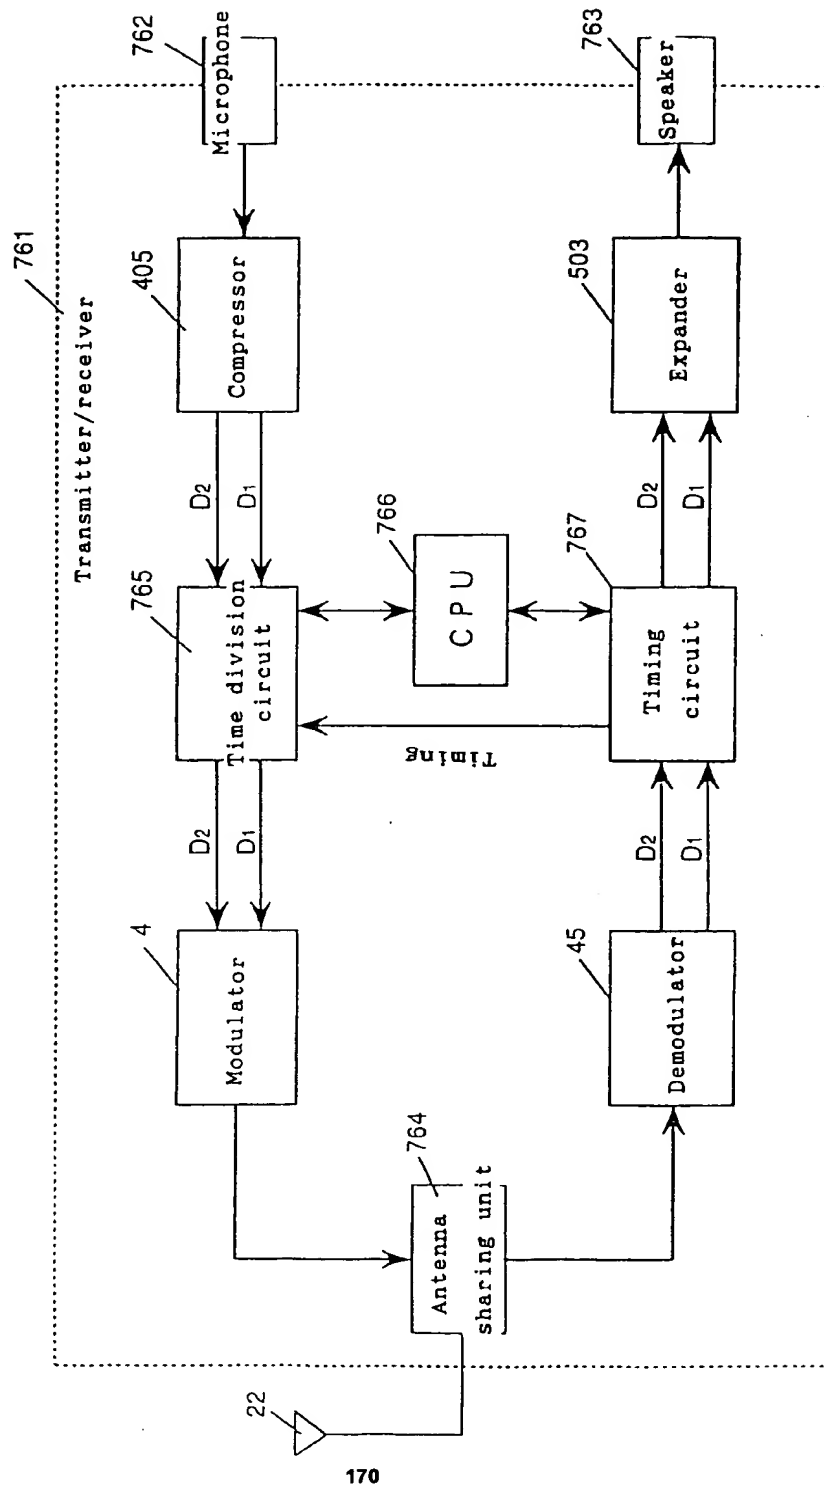 761
Transmitter/receiver
22
4
Modulator
D2
D1
765
Time division
circuit
D2
D1
405
Compressor
762
Microphone
764
Antenna
sharing unit
Timing
766
CPU
45
Demodulator
D2
D1
767
Timing
circuit
D2
D1
503
Expander
763
Speaker
170